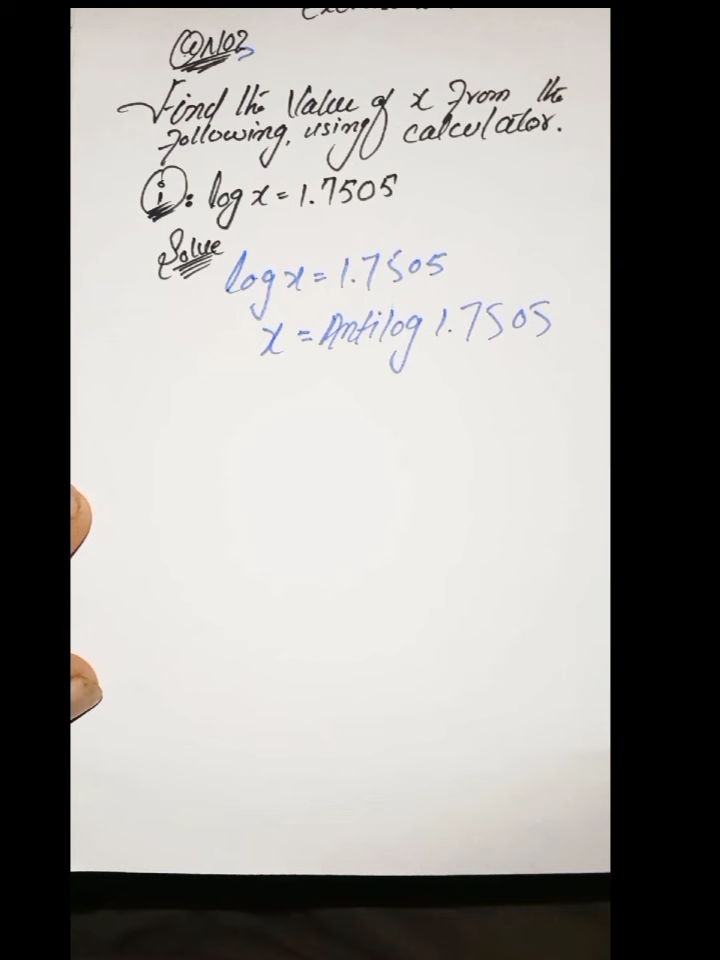 Q.No2
Find the Value of x From the
Following, using calculator.
i: log x = 1.7505
Solve
log x = 1.7505
x = Antilog 1.7505